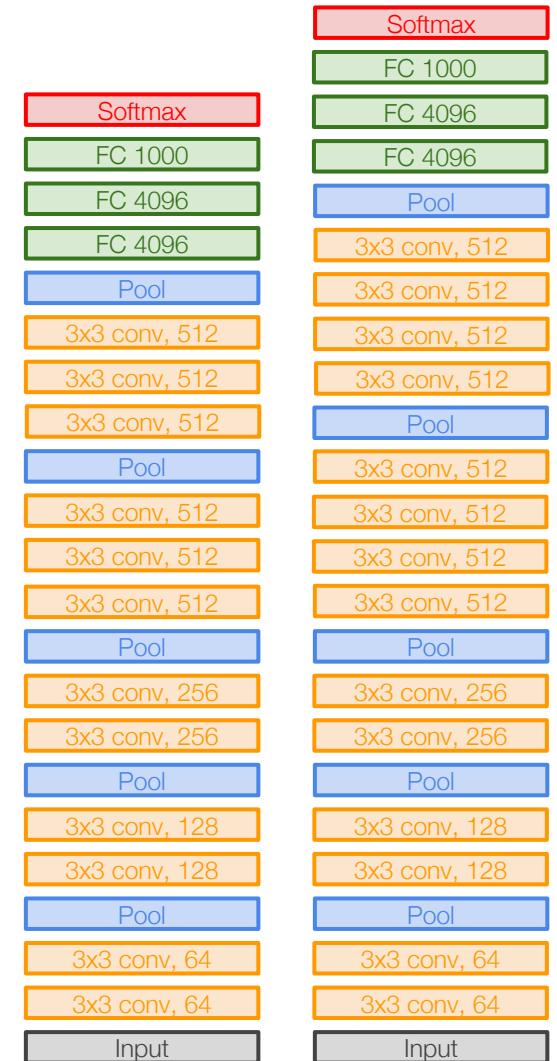 Softmax
FC 1000
FC 4096
FC 4096
Pool
3x3 conv, 512
3x3 conv, 512
3x3 conv, 512
Pool
3x3 conv, 512
3x3 conv, 512
3x3 conv, 512
Pool
3x3 conv, 256
3x3 conv, 256
Pool
3x3 conv, 128
3x3 conv, 128
Pool
3x3 conv, 64
3x3 conv, 64
Input
Softmax
FC 1000
FC 4096
FC 4096
Pool
3x3 conv, 512
3x3 conv, 512
3x3 conv, 512
3x3 conv, 512
Pool
3x3 conv, 512
3x3 conv, 512
3x3 conv, 512
3x3 conv, 512
Pool
3x3 conv, 256
3x3 conv, 256
Pool
3x3 conv, 128
3x3 conv, 128
Pool
3x3 conv, 64
3x3 conv, 64
Input